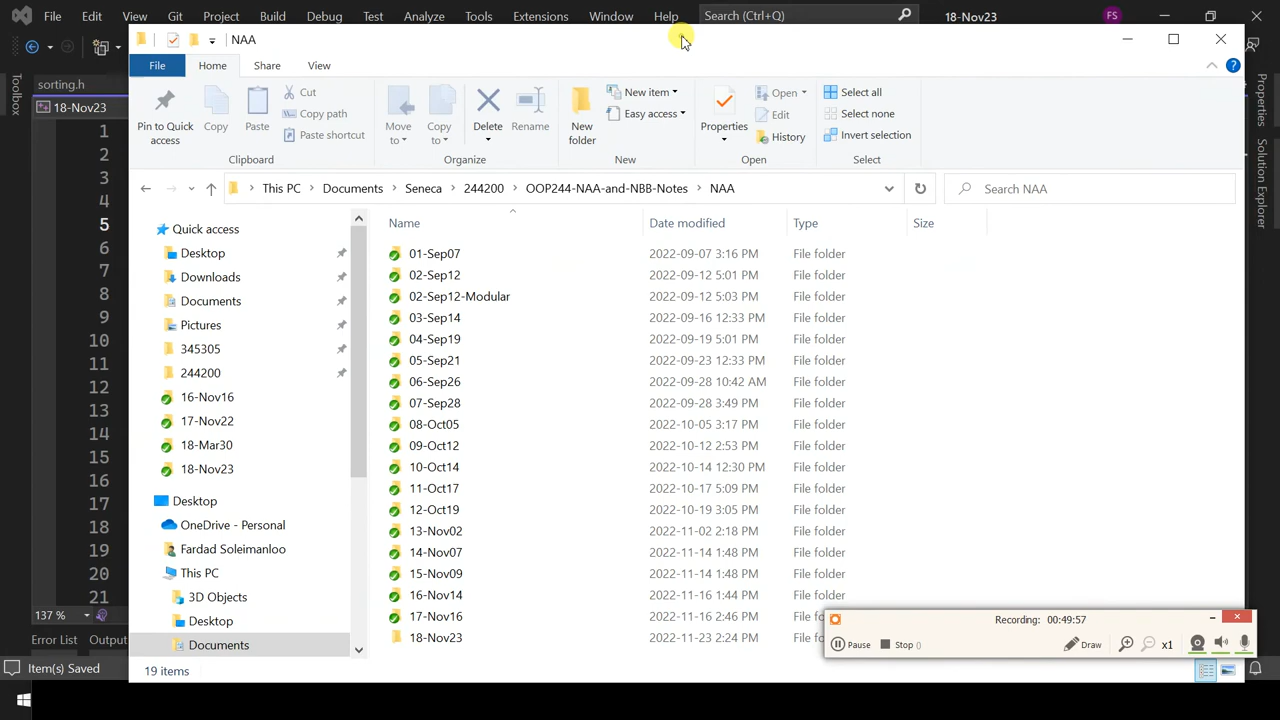 File Edit View Git Project Build Debug Test Analyze Tools Extensions Window Help Search (Ctrl+Q) 18-Nov23 FS
NAA
File Home Share View
Pin to Quick access
Copy
Paste
Cut
Copy path
Paste shortcut
Clipboard
Move to
Copy to
Delete
Rename
Organize
New folder
New item
Easy access
New
Properties
Open
Edit
History
Open
Select all
Select none
Invert selection
Select
This PC > Documents > Seneca > 244200 > OOP244-NAA-and-NBB-Notes > NAA
Search NAA
Name Date modified Type Size
01-Sep07 2022-09-07 3:16 PM File folder
02-Sep12 2022-09-12 5:01 PM File folder
02-Sep12-Modular 2022-09-12 5:03 PM File folder
03-Sep14 2022-09-16 12:33 PM File folder
04-Sep19 2022-09-19 5:01 PM File folder
05-Sep21 2022-09-23 12:33 PM File folder
06-Sep26 2022-09-28 10:42 AM File folder
07-Sep28 2022-09-28 3:49 PM File folder
08-Oct05 2022-10-05 3:17 PM File folder
09-Oct12 2022-10-12 2:53 PM File folder
10-Oct14 2022-10-14 12:30 PM File folder
11-Oct17 2022-10-17 5:09 PM File folder
12-Oct19 2022-10-19 3:05 PM File folder
13-Nov02 2022-11-02 2:18 PM File folder
14-Nov07 2022-11-14 1:48 PM File folder
15-Nov09 2022-11-14 1:48 PM File folder
16-Nov14 2022-11-16 1:44 PM File folder
17-Nov16 2022-11-16 2:46 PM
18-Nov23 2022-11-23 2:24 PM
Quick access
Desktop
Downloads
Documents
Pictures
345305
244200
16-Nov16
17-Nov22
18-Mar30
18-Nov23
Desktop
OneDrive - Personal
Fardad Soleimanloo
This PC
3D Objects
Desktop
Documents
19 items
Recording: 00:49:57
Pause Stop () Draw x1
Toolbox
sorting.h
18-Nov23
1
2
3
4
5
6
7
8
9
10
11
12
13
14
15
16
17
18
19
20
21
137 %
Error List Output
Item(s) Saved
Properties
Solution Explorer